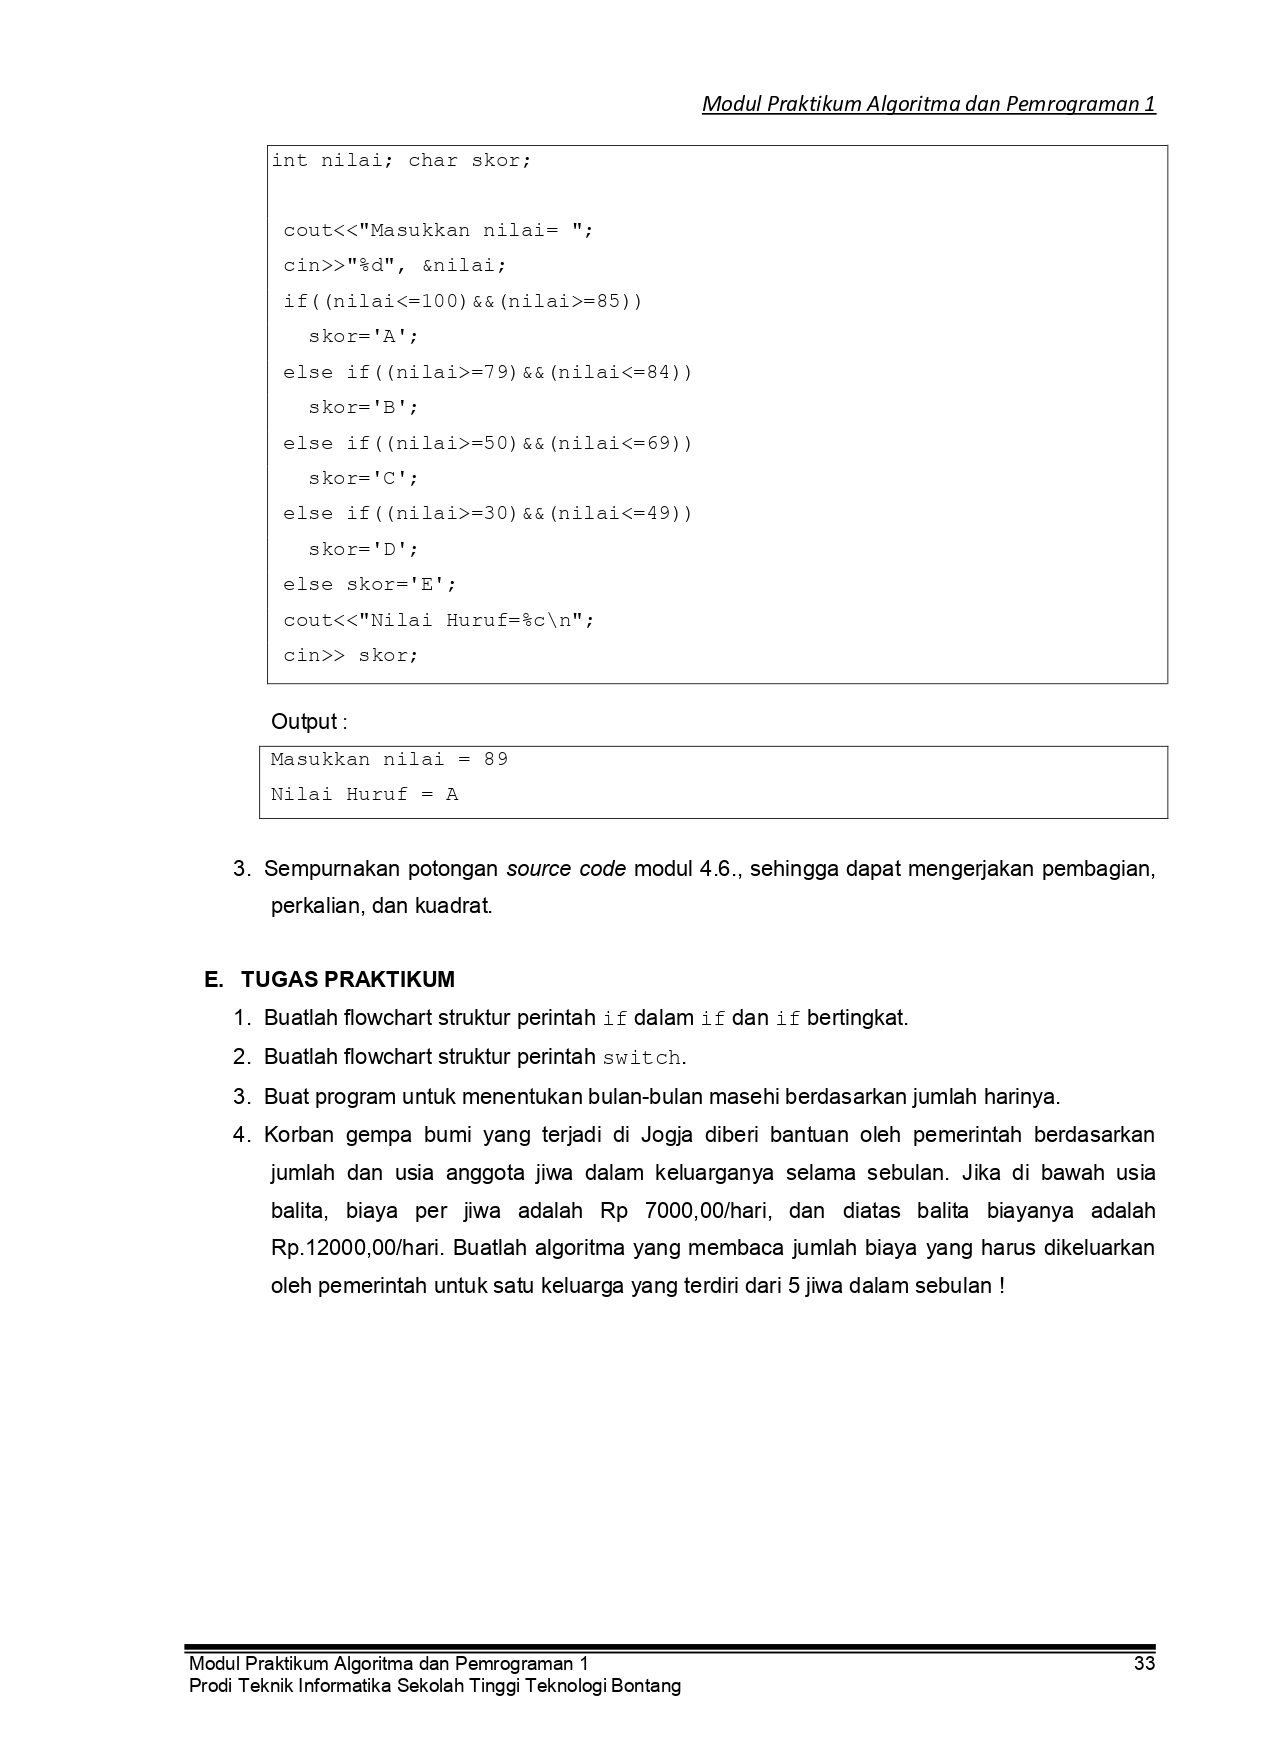 Modul Praktikum Algoritma dan Pemrograman 1
int nilai; char skor;
cout<<"Masukkan nilai= ";
cin>>"%d", &nilai;
if((nilai<=100)&&(nilai>=85))
skor='A';
else if((nilai>=79)&&(nilai<=84))
skor='B';
else if((nilai>=50)&&(nilai<=69))
skor='C';
else if((nilai>=30)&&(nilai<=49))
skor='D';
else skor='E';
cout<<"Nilai Huruf=%c\n";
cin>> skor;
Output :
Masukkan nilai = 89
Nilai Huruf = A
3. Sempurnakan potongan source code modul 4.6., sehingga dapat mengerjakan pembagian,
perkalian, dan kuadrat.
E. TUGAS PRAKTIKUM
1. Buatlah flowchart struktur perintah if dalam if dan if bertingkat.
2. Buatlah flowchart struktur perintah switch.
3. Buat program untuk menentukan bulan-bulan masehi berdasarkan jumlah harinya.
4. Korban gempa bumi yang terjadi di Jogja diberi bantuan oleh pemerintah berdasarkan
jumlah dan usia anggota jiwa dalam keluarganya selama sebulan. Jika di bawah usia
balita, biaya per jiwa adalah Rp 7000,00/hari, dan diatas balita biayanya adalah
Rp.12000,00/hari. Buatlah algoritma yang membaca jumlah biaya yang harus dikeluarkan
oleh pemerintah untuk satu keluarga yang terdiri dari 5 jiwa dalam sebulan !
Modul Praktikum Algoritma dan Pemrograman 1 33
Prodi Teknik Informatika Sekolah Tinggi Teknologi Bontang